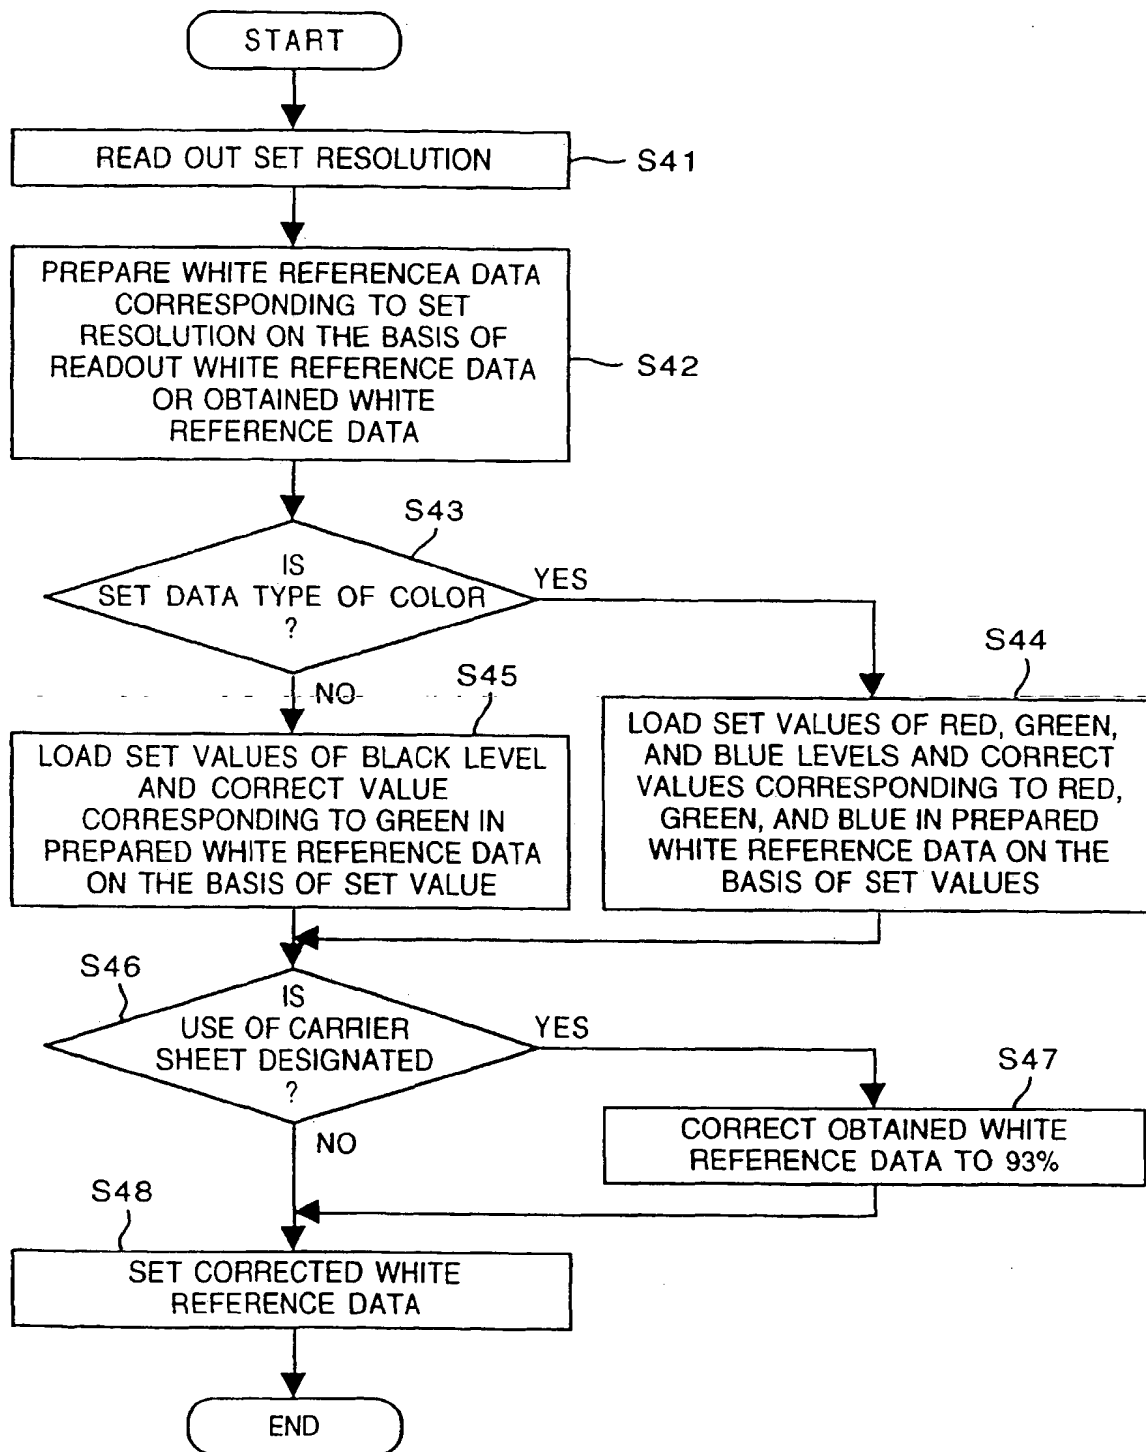 START
READ OUT SET RESOLUTION
S41
PREPARE WHITE REFERENCEA DATA
CORRESPONDING TO SET
RESOLUTION ON THE BASIS OF
READOUT WHITE REFERENCE DATA
OR OBTAINED WHITE
REFERENCE DATA
S42
S43
IS
SET DATA TYPE OF COLOR
?
YES
NO
S44
LOAD SET VALUES OF RED, GREEN,
AND BLUE LEVELS AND CORRECT
VALUES CORRESPONDING TO RED,
GREEN, AND BLUE IN PREPARED
WHITE REFERENCE DATA ON THE
BASIS OF SET VALUES
S45
LOAD SET VALUES OF BLACK LEVEL
AND CORRECT VALUE
CORRESPONDING TO GREEN IN
PREPARED WHITE REFERENCE DATA
ON THE BASIS OF SET VALUE
S46
IS
USE OF CARRIER
SHEET DESIGNATED
?
YES
NO
S47
CORRECT OBTAINED WHITE
REFERENCE DATA TO 93%
S48
SET CORRECTED WHITE
REFERENCE DATA
END